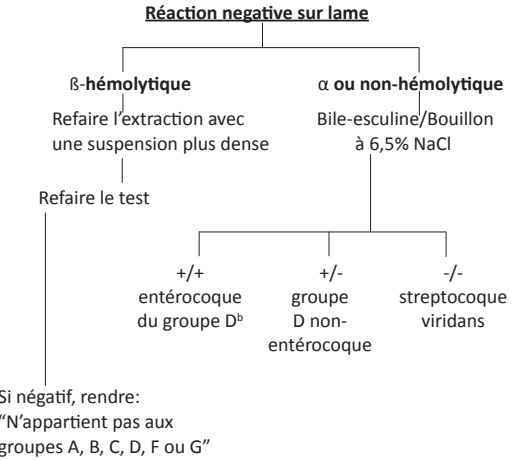 Réaction negative sur lame
ß-hémolytique
α ou non-hémolytique
Refaire l'extraction avec
une suspension plus dense
Bile-esculine/Bouillon
à 6,5% NaCl
Refaire le test
+/+
entérocoque
du groupe Dᵇ
+/-
groupe
D non-
entérocoque
-/-
streptocoque
viridans
Si négatif, rendre:
“N'appartient pas aux
groupes A, B, C, D, F ou G”